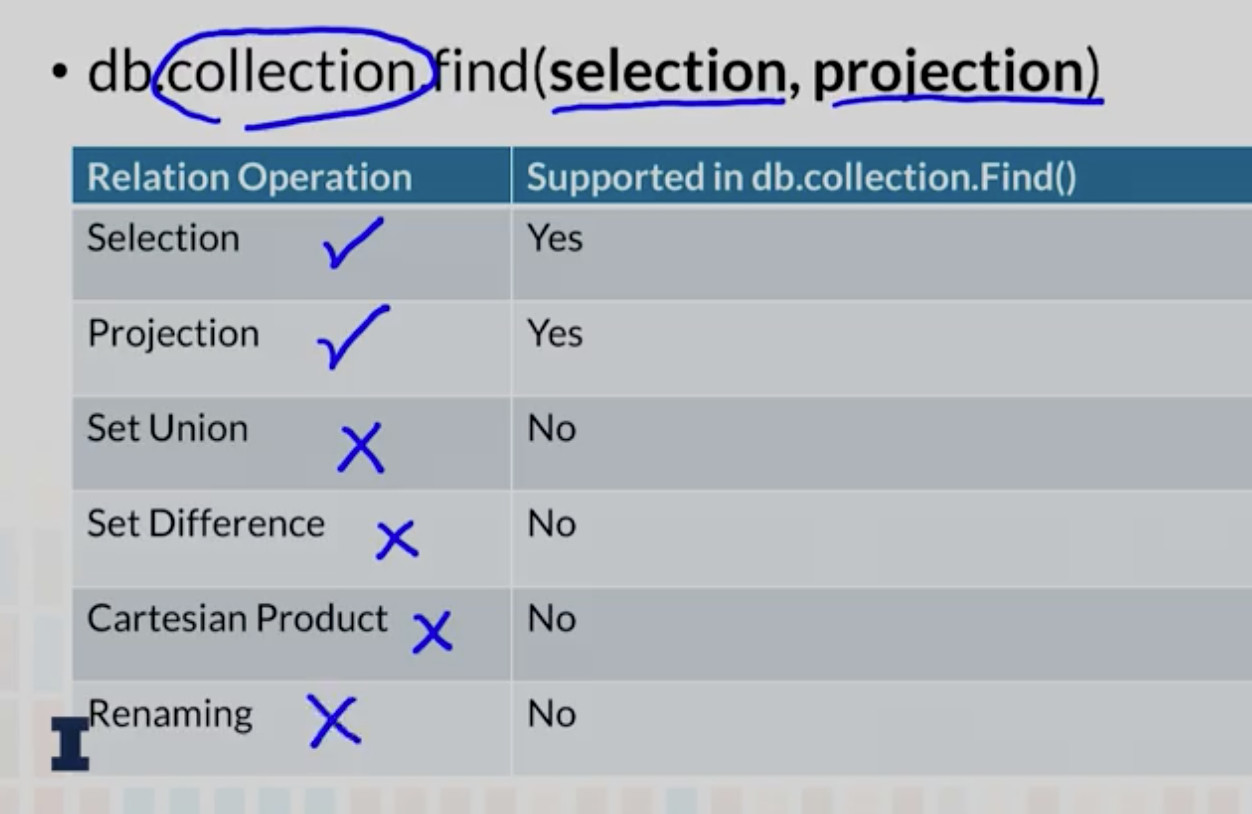 • db.collection.find(selection, projection)
Relation Operation Supported in db.collection.Find()
Selection ✓ Yes
Projection ✓ Yes
Set Union X No
Set Difference X No
Cartesian Product X No
Renaming X No
I